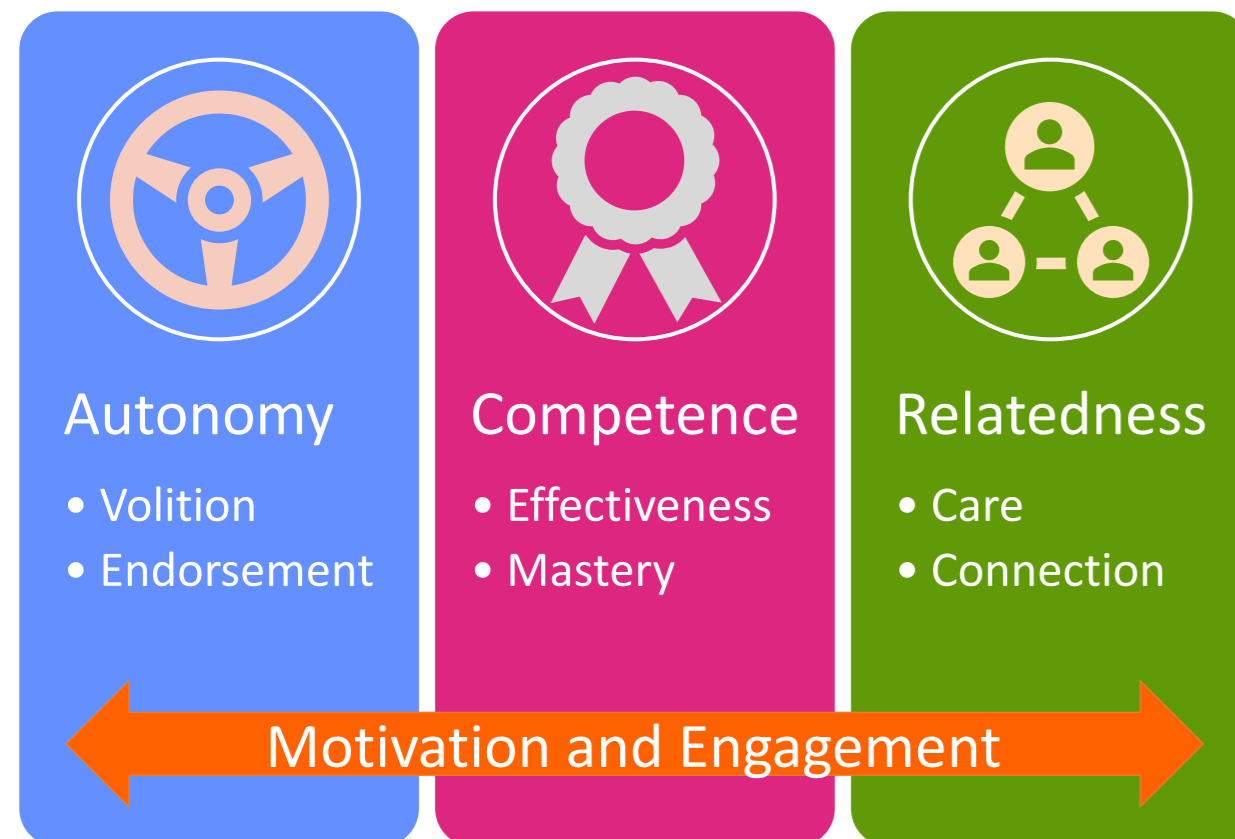 Autonomy
• Volition
• Endorsement
Competence
• Effectiveness
• Mastery
Relatedness
• Care
• Connection
Motivation and Engagement